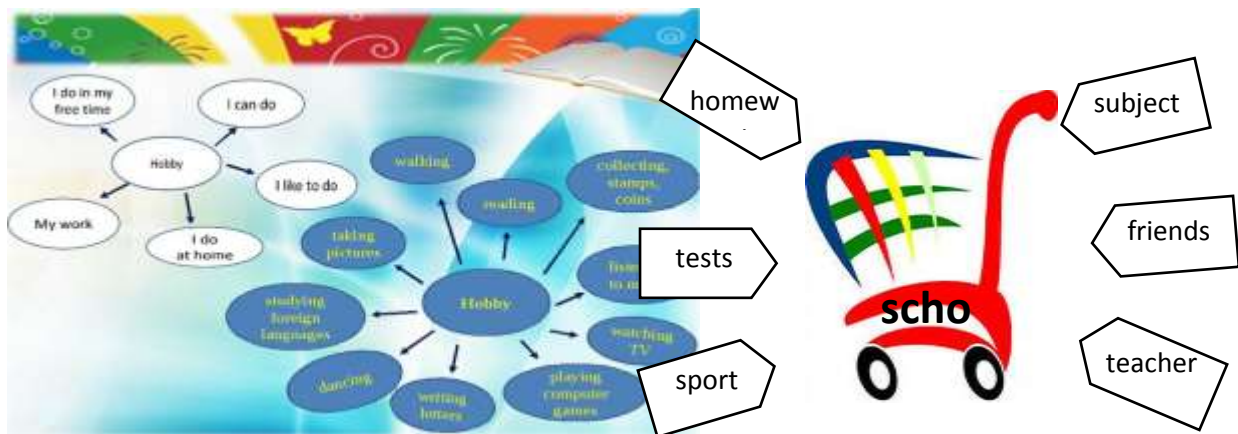 I do in my
free time
I can do
Hobby
I like to do
My work
I do
at home
walking
reading
collecting,
stamps,
coins
taking
pictures
Hobby
to
studying
foreign
languages
watching
TV
dancing
writing
letters
playing
computer
games
homew
tests
sport
scho
subject
friends
teacher